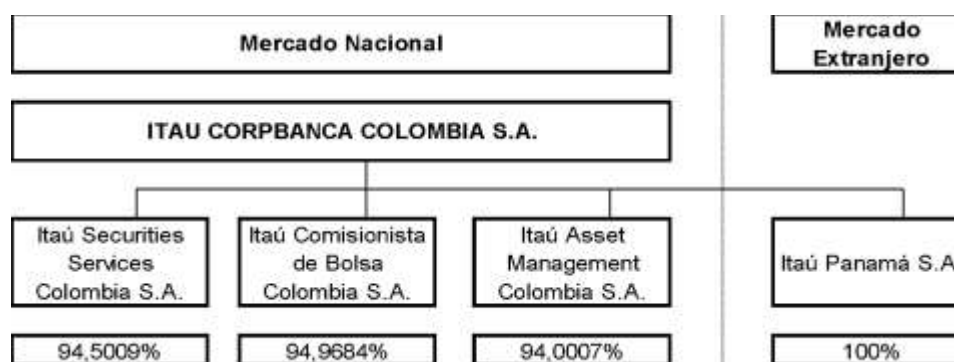 Mercado Nacional
Mercado
Extranjero
ITAU CORPBANCA COLOMBIA S.A.
Itaú Securities
Services
Colombia S.A.
Itaú Comisionista
de Bolsa
Colombia S.A.
Itaú Asset
Management
Colombia S.A.
Itaú Panamá S.A
94,5009%
94,9684%
94,0007%
100%